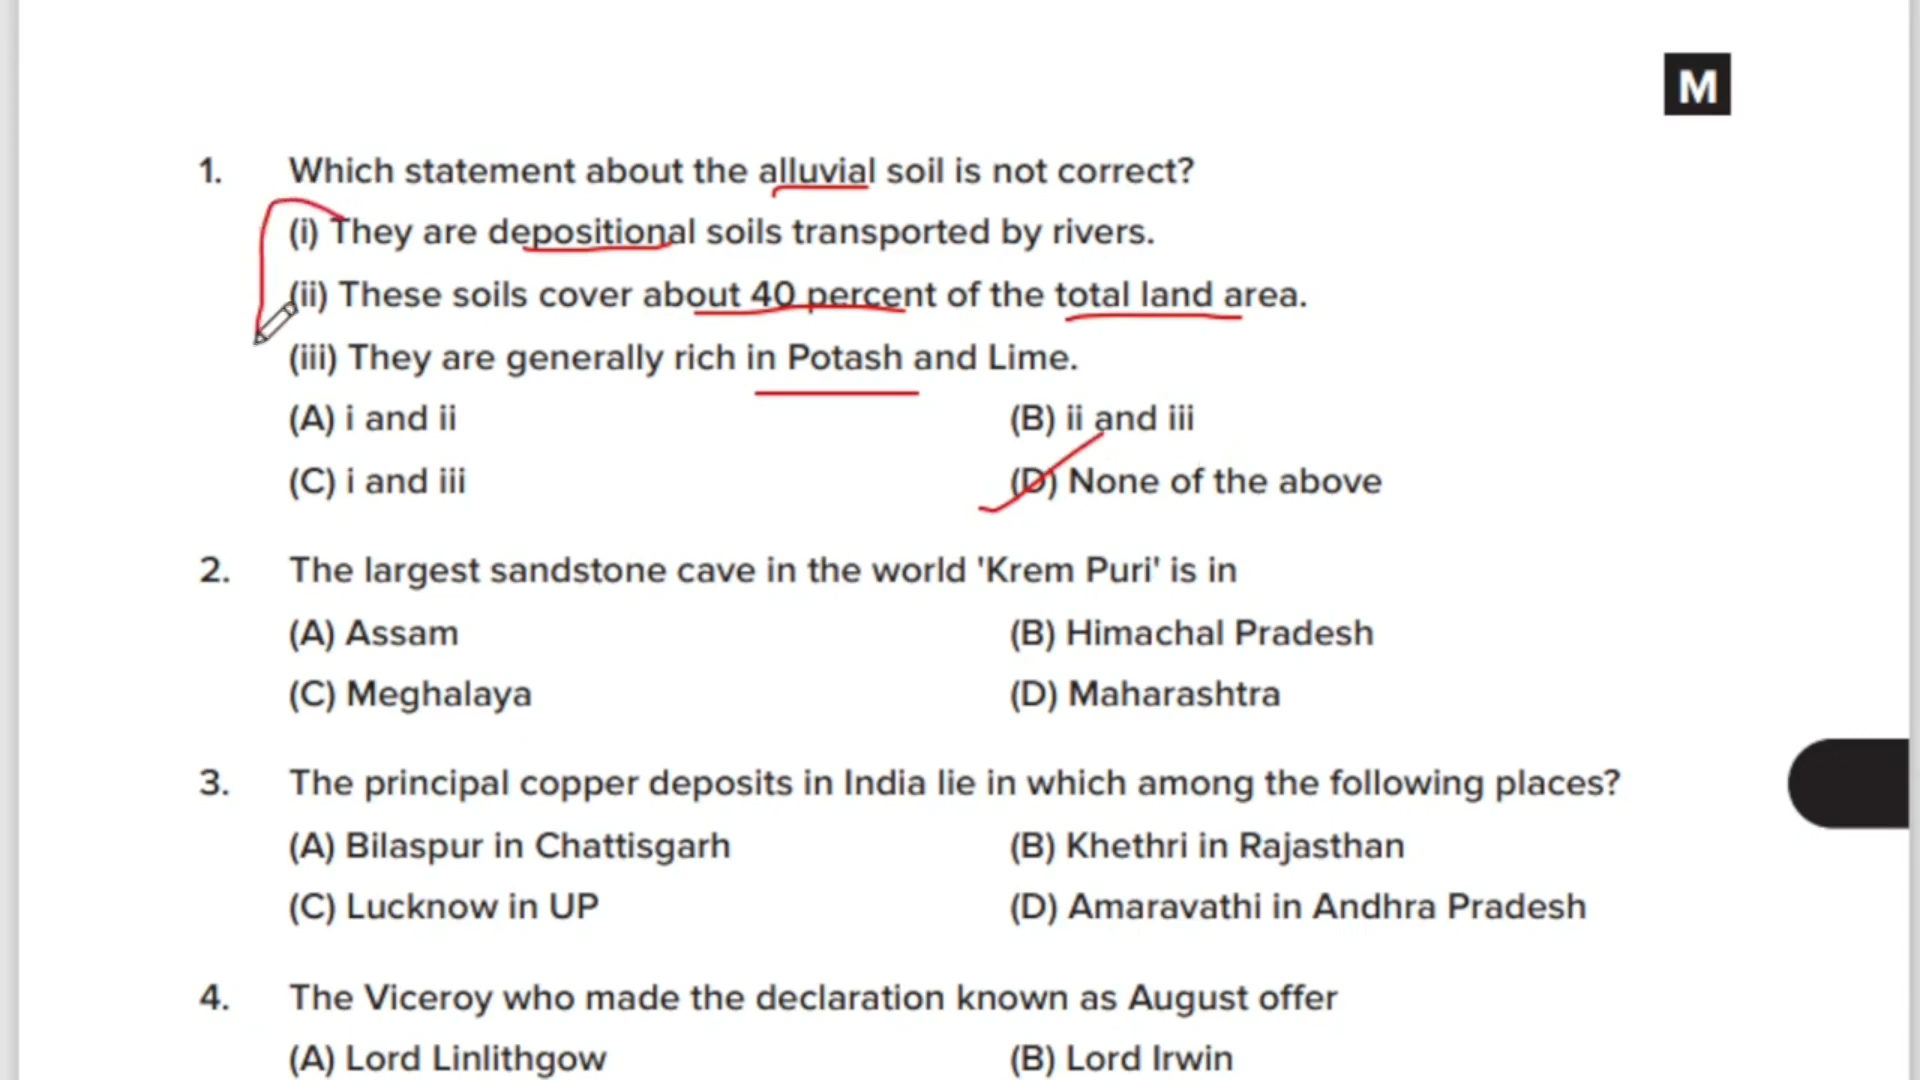 M
1. Which statement about the alluvial soil is not correct?
(i) They are depositional soils transported by rivers.
(ii) These soils cover about 40 percent of the total land area.
(iii) They are generally rich in Potash and Lime.
(A) i and ii (B) ii and iii
(C) i and iii (D) None of the above
2. The largest sandstone cave in the world 'Krem Puri' is in
(A) Assam (B) Himachal Pradesh
(C) Meghalaya (D) Maharashtra
3. The principal copper deposits in India lie in which among the following places?
(A) Bilaspur in Chattisgarh (B) Khethri in Rajasthan
(C) Lucknow in UP (D) Amaravathi in Andhra Pradesh
4. The Viceroy who made the declaration known as August offer
(A) Lord Linlithgow (B) Lord Irwin